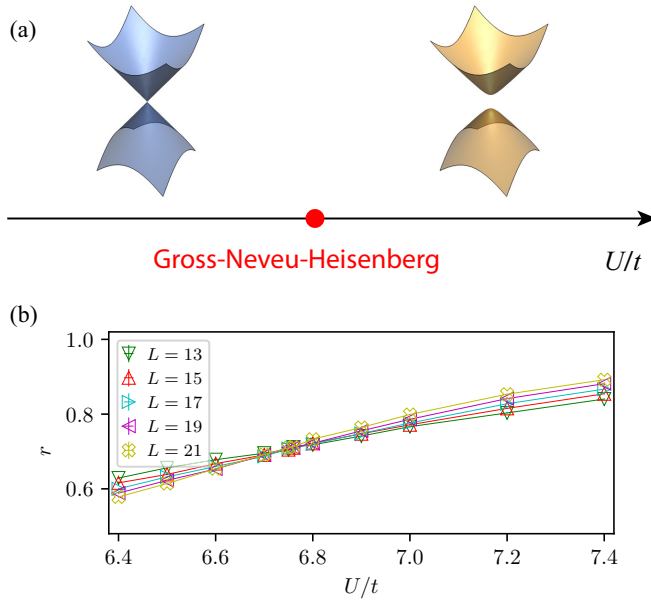 (a)
Gross-Neveu-Heisenberg
U/t
(b)
1.0
0.8
0.6
r
L = 13
L = 15
L = 17
L = 19
L = 21
6.4 6.6 6.8 7.0 7.2 7.4
U/t